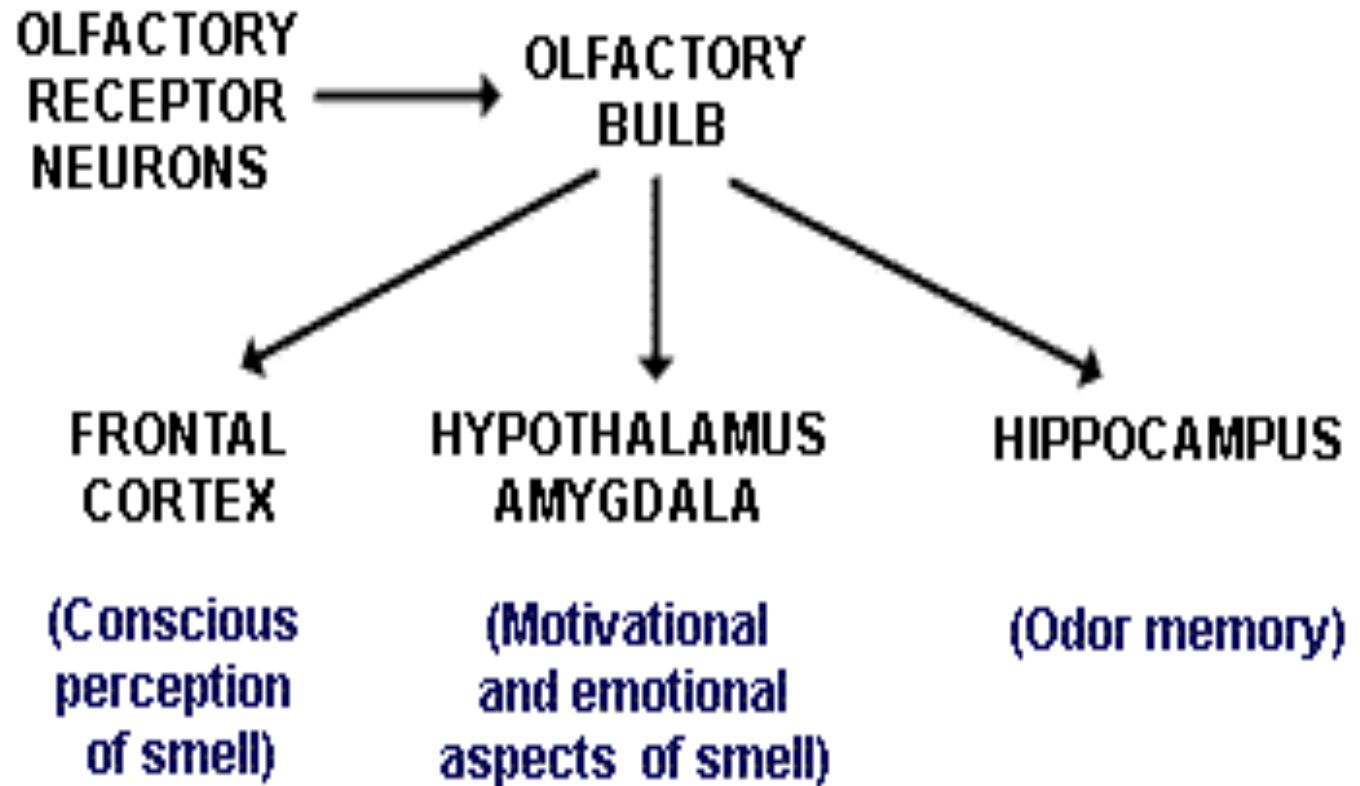 OLFACTORY
RECEPTOR
NEURONS
OLFACTORY
BULB
FRONTAL
CORTEX
(Conscious
perception
of smell)
HYPOTHALAMUS
AMYGDALA
(Motivational
and emotional
aspects of smell)
HIPPOCAMPUS
(Odor memory)